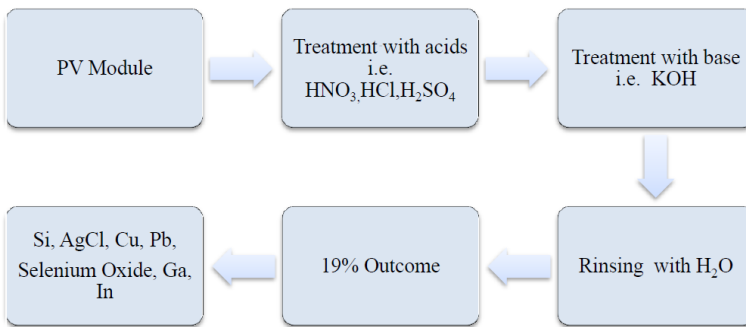 PV Module
Treatment with acids
i.e.
HNO₃,HCl,H₂SO₄
Treatment with base
i.e. KOH
Rinsing with H₂O
19% Outcome
Si, AgCl, Cu, Pb,
Selenium Oxide, Ga,
In